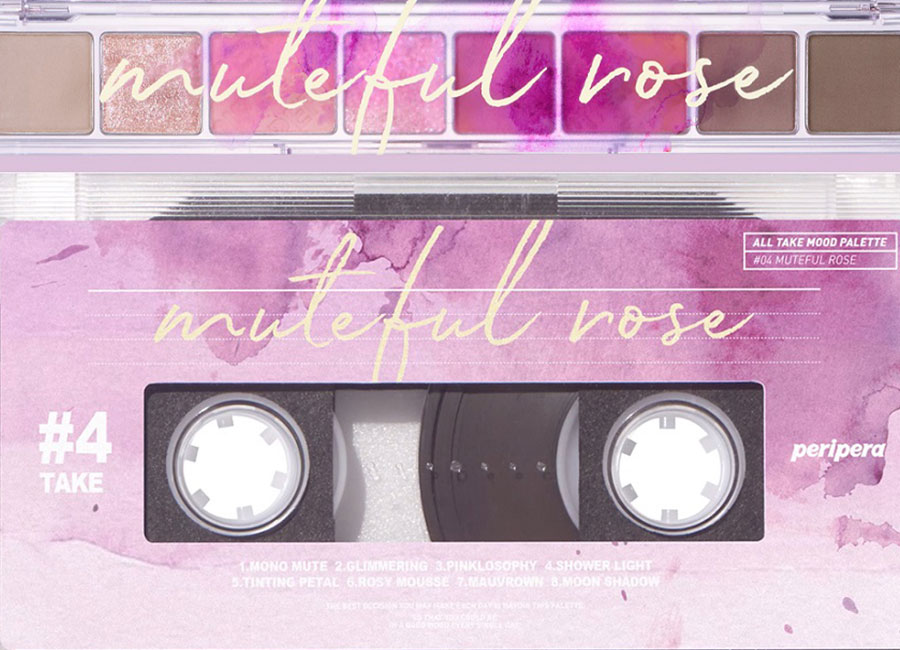 muteful rose
ALL TAKE MOOD PALETTE
#04 MUTEFUL ROSE
muteful rose
#4
TAKE
peripera
1.MONO MUTE 2.GLIMMERING 3.PINKLOSOPHY 4.SHOWER LIGHT
5.TINTING PETAL 6.ROSY MOUSSE 7.MAUVROWN 8.MOON SHADOW